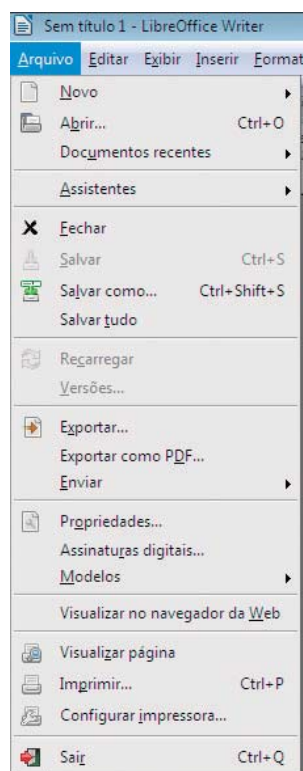 Sem título 1 - LibreOffice Writer
Arquivo Editar Exibir Inserir Format
Novo
Abrir... Ctrl+O
Documentos recentes
Assistentes
Fechar
Salvar Ctrl+S
Salvar como... Ctrl+Shift+S
Salvar tudo
Recarregar
Versões...
Exportar...
Exportar como PDF...
Enviar
Propriedades...
Assinaturas digitais...
Modelos
Visualizar no navegador da Web
Visualizar página
Imprimir... Ctrl+P
Configurar impressora...
Sair Ctrl+Q